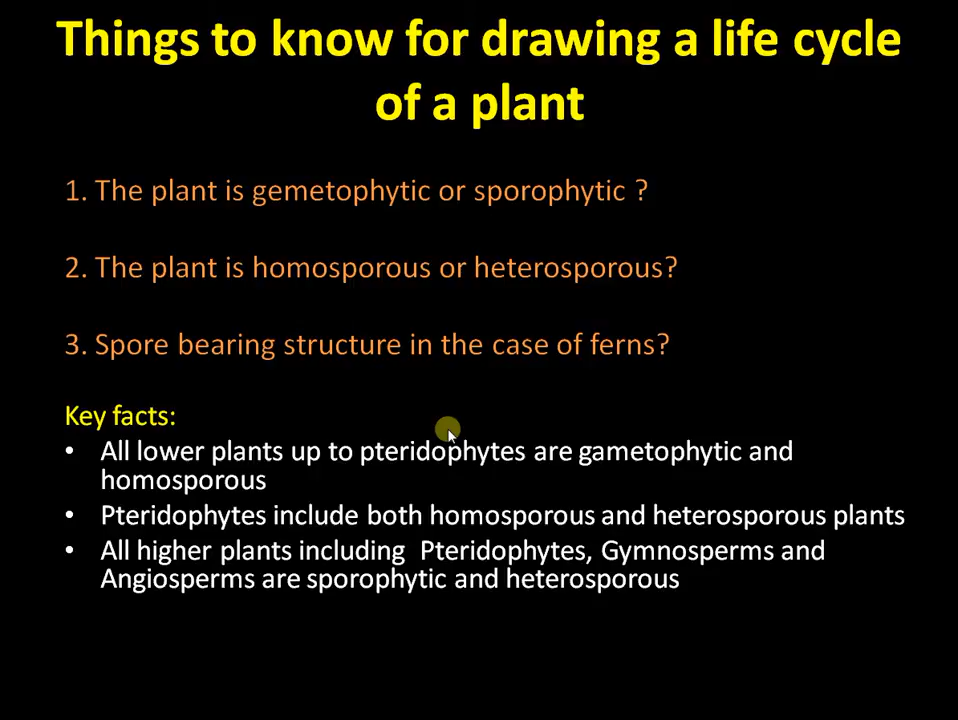 Things to know for drawing a life cycle
of a plant
1. The plant is gemetophytic or sporophytic ?
2. The plant is homosporous or heterosporous?
3. Spore bearing structure in the case of ferns?
Key facts:
• All lower plants up to pteridophytes are gametophytic and
homosporous
• Pteridophytes include both homosporous and heterosporous plants
• All higher plants including Pteridophytes, Gymnosperms and
Angiosperms are sporophytic and heterosporous